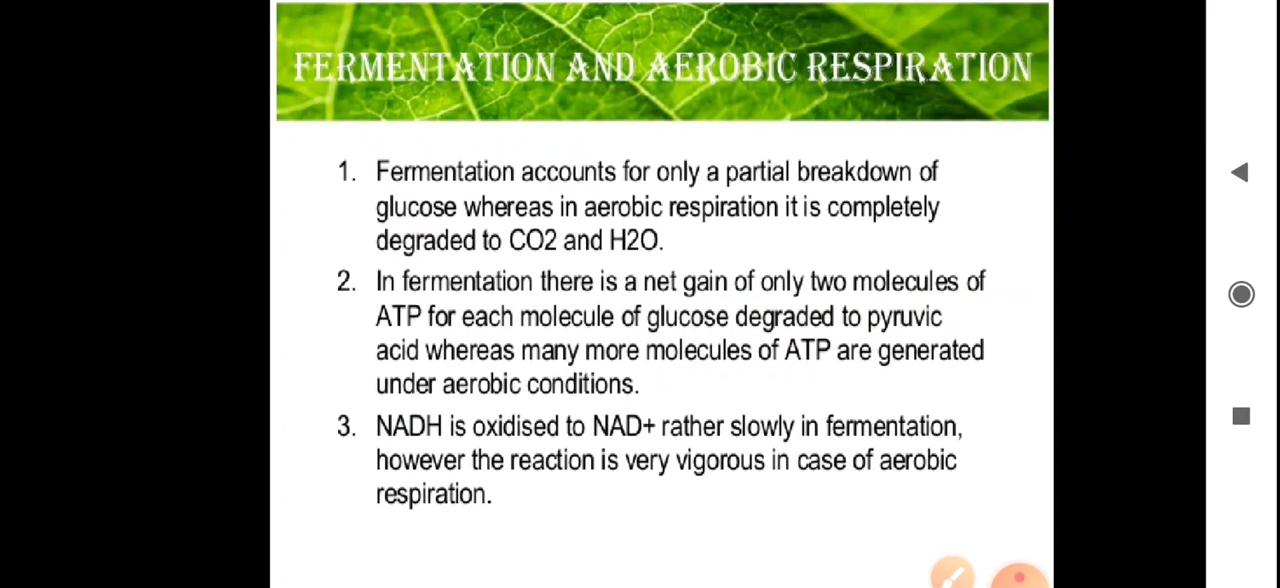 FERMENTATION AND AEROBIC RESPIRATION
1. Fermentation accounts for only a partial breakdown of
glucose whereas in aerobic respiration it is completely
degraded to CO2 and H2O.
2. In fermentation there is a net gain of only two molecules of
ATP for each molecule of glucose degraded to pyruvic
acid whereas many more molecules of ATP are generated
under aerobic conditions.
3. NADH is oxidised to NAD+ rather slowly in fermentation,
however the reaction is very vigorous in case of aerobic
respiration.